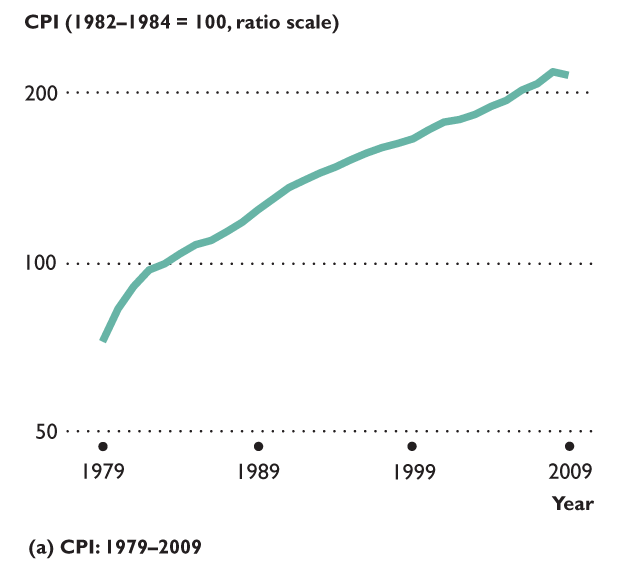 CPI (1982–1984 = 100, ratio scale)
200
100
50
1979 1989 1999 2009
Year
(a) CPI: 1979–2009